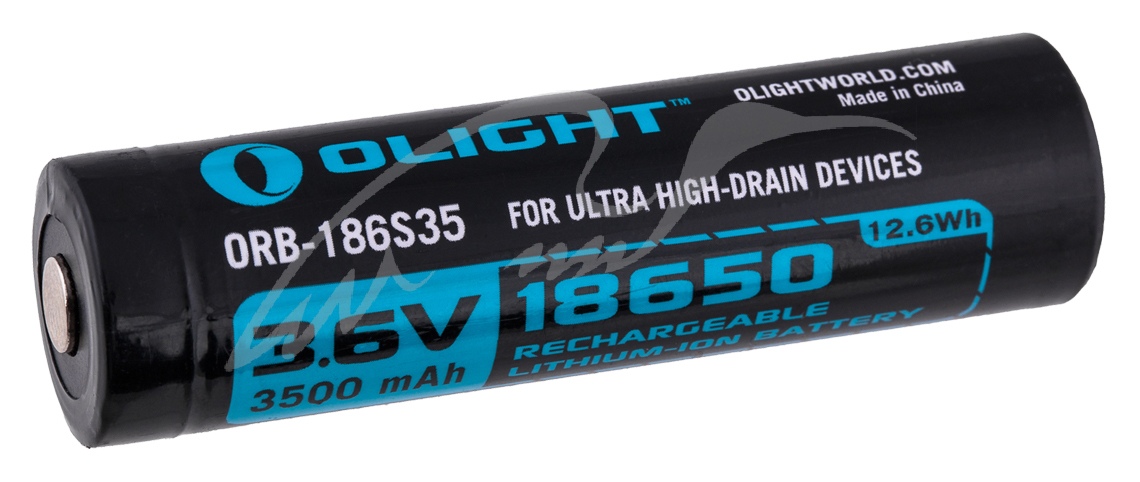 OLIGHT™
OLIGHTWORLD.COM
Made in China
ORB-186S35
FOR ULTRA HIGH-DRAIN DEVICES
3.6V
3500 mAh
18650
12.6Wh
RECHARGEABLE
LITHIUM-ION BATTERY